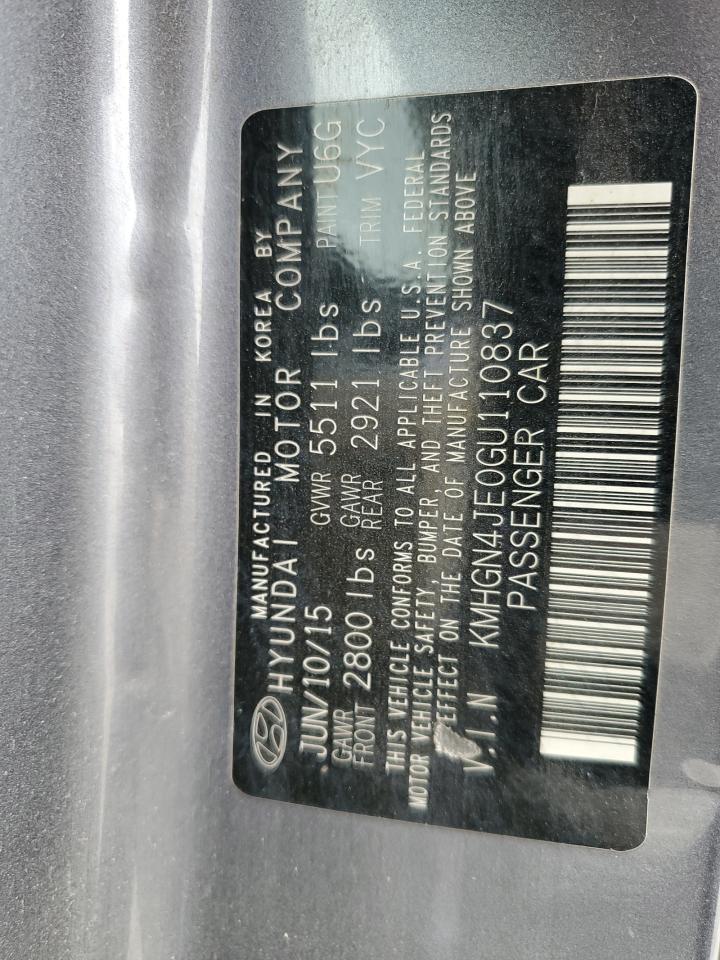 MANUFACTURED IN KOREA BY
HYUNDAI MOTOR COMPANY
JUN/10/15 GVWR 5511 lbs PAINT U6G
GAWR FRONT 2800 lbs GAWR REAR 2921 lbs TRIM VYC
THIS VEHICLE CONFORMS TO ALL APPLICABLE U.S.A. FEDERAL
MOTOR VEHICLE SAFETY, BUMPER, AND THEFT PREVENTION STANDARDS
EFFECT ON THE DATE OF MANUFACTURE SHOWN ABOVE
V.I.N KMHGN4JE0GU110837
PASSENGER CAR